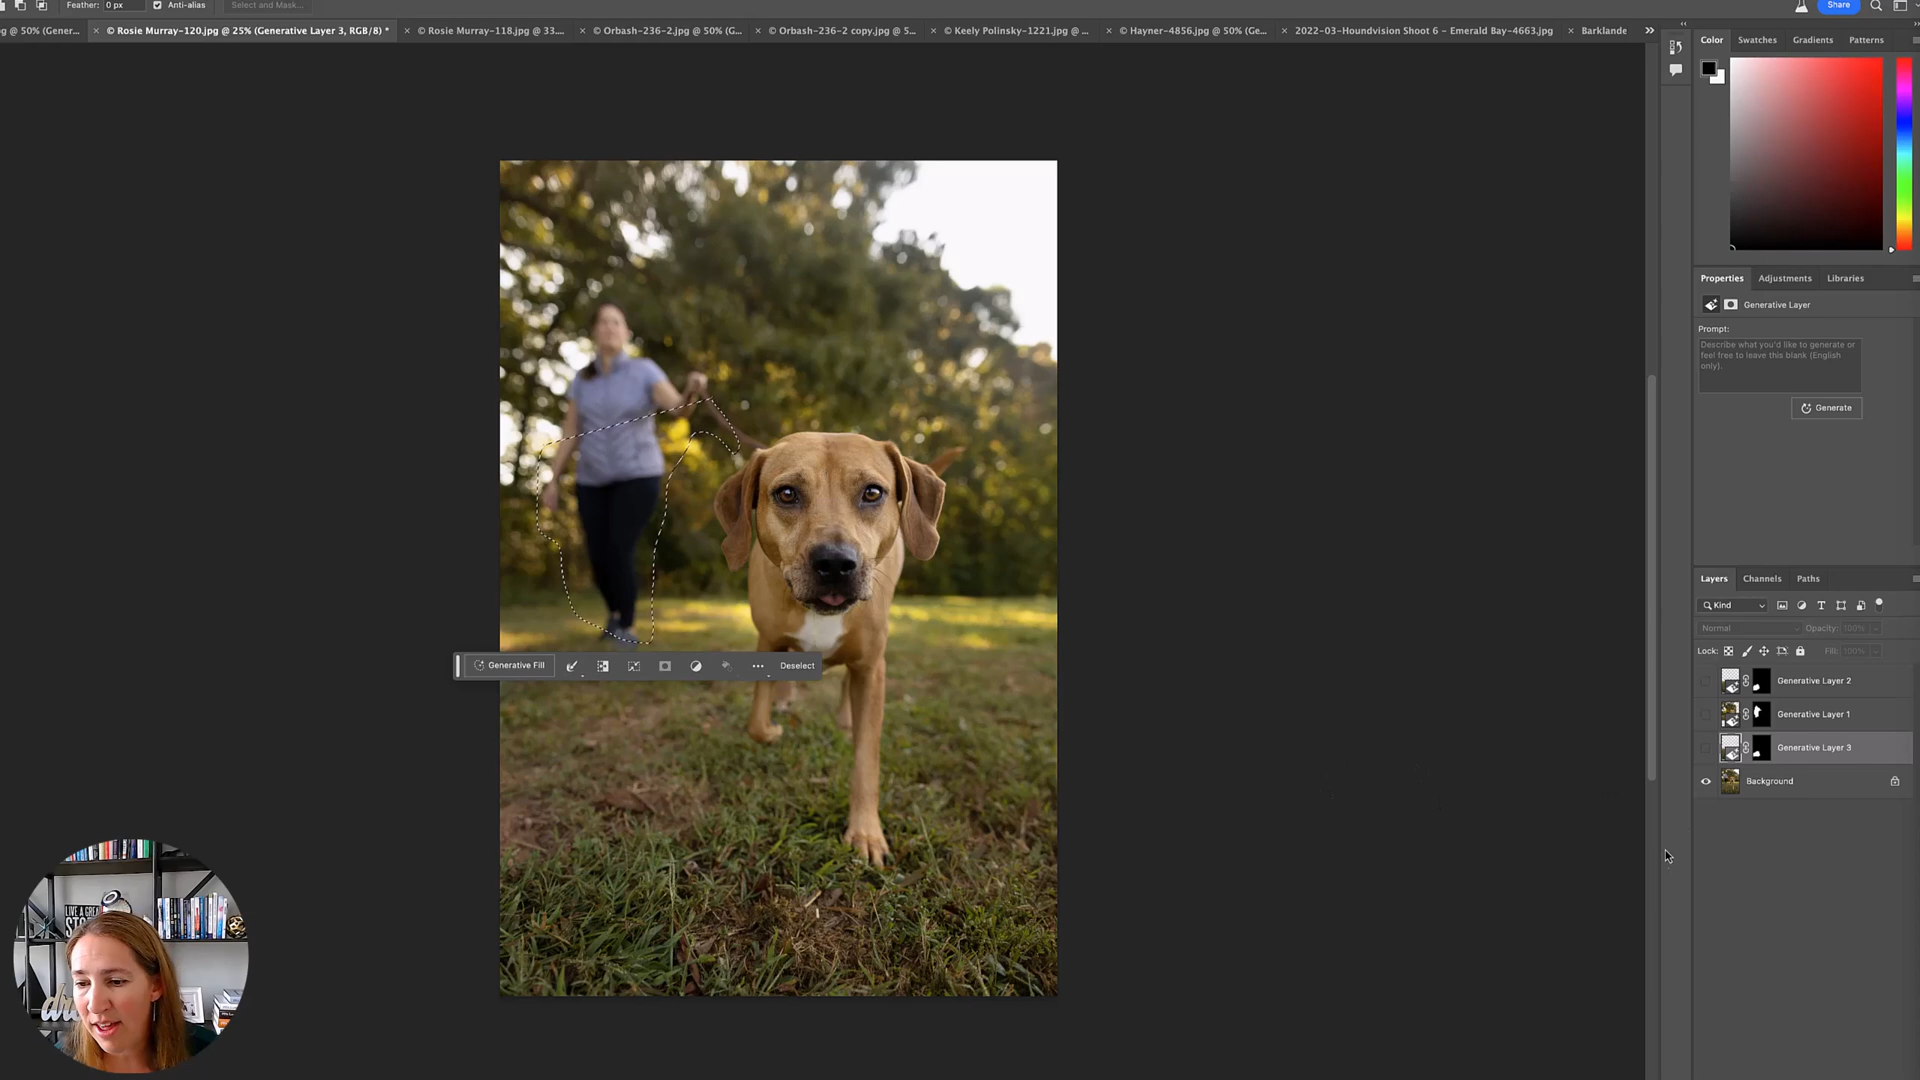 Feather: 0 px Anti-alias Select and Mask...
pg @ 50% (Gener... × © Rosie Murray-120.jpg @ 25% (Generative Layer 3, RGB/8) * × © Rosie Murray-118.jpg @ 33.... × © Orbash-236-2.jpg @ 50% (G... × © Orbash-236-2 copy.jpg @ 5... × © Keely Polinsky-1221.jpg @ ... × © Hayner-4856.jpg @ 50% (Ge... × 2022-03-Houndvision Shoot 6 – Emerald Bay-4663.jpg × Barklande
Share
Color Swatches Gradients Patterns
Properties Adjustments Libraries
Generative Layer
Prompt:
Describe what you'd like to generate or
feel free to leave this blank (English
only).
Generate
Layers Channels Paths
Kind
Normal Opacity: 100%
Lock: Fill: 100%
Generative Layer 2
Generative Layer 1
Generative Layer 3
Background
Generative Fill Deselect
LIVE A GREAT